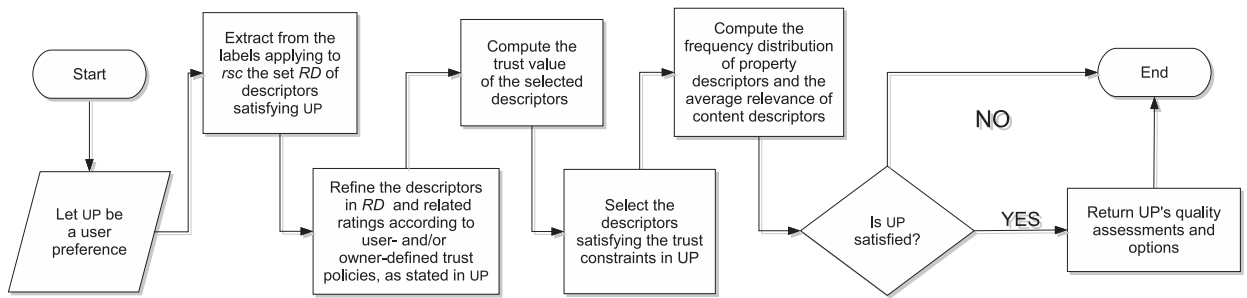 Start
Let UP be
a user
preference
Extract from the
labels applying to
rsc the set RD of
descriptors
satisfying UP
Refine the descriptors
in RD and related
ratings according to
user- and/or
owner-defined trust
policies, as stated in UP
Compute the
trust value
of the selected
descriptors
Select the
descriptors
satisfying the trust
constraints in UP
Compute the
frequency distribution
of property
descriptors and the
average relevance of
content descriptors
Is UP
satisfied?
NO
YES
Return UP's quality
assessments and
options
End